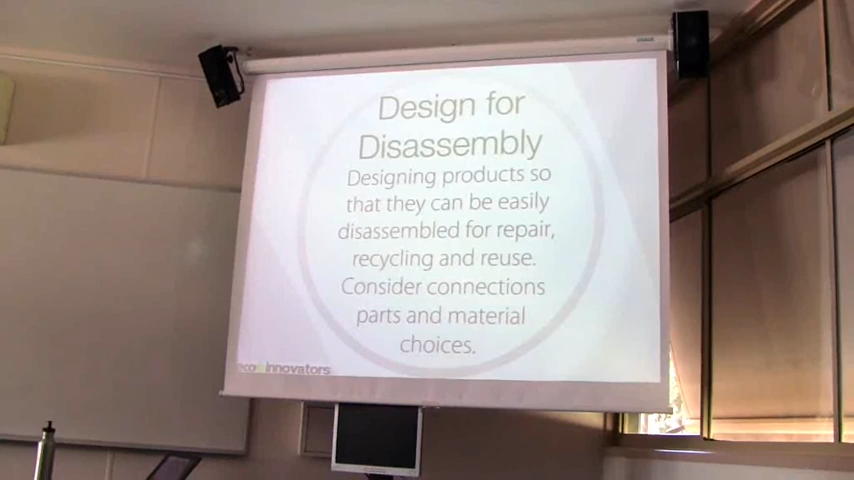 Design for
Disassembly
Designing products so
that they can be easily
disassembled for repair,
recycling and reuse.
Consider connections
parts and material
choices.
eco innovators